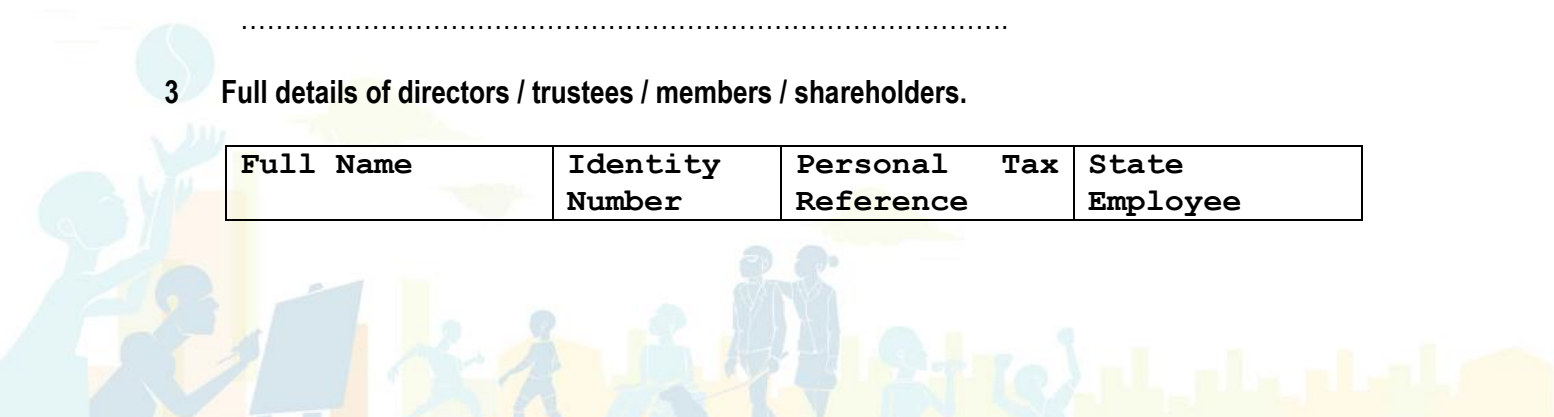 ………………………………………………………………………………….
3 Full details of directors / trustees / members / shareholders.
Full Name Identity Personal Tax State
Number Reference Employee